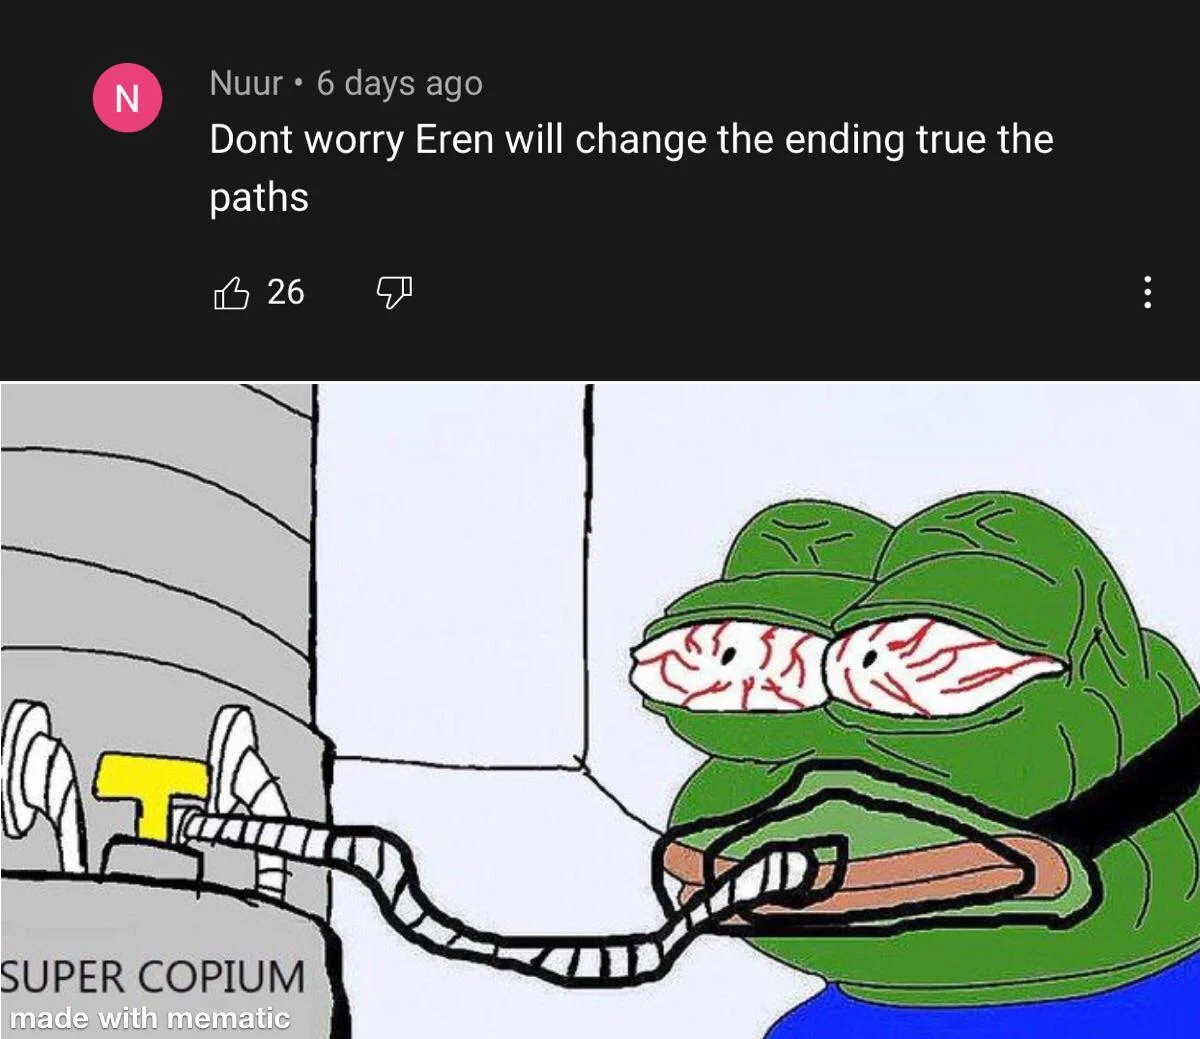 N
Nuur • 6 days ago
Dont worry Eren will change the ending true the
paths
26
SUPER COPIUM
made with mematic